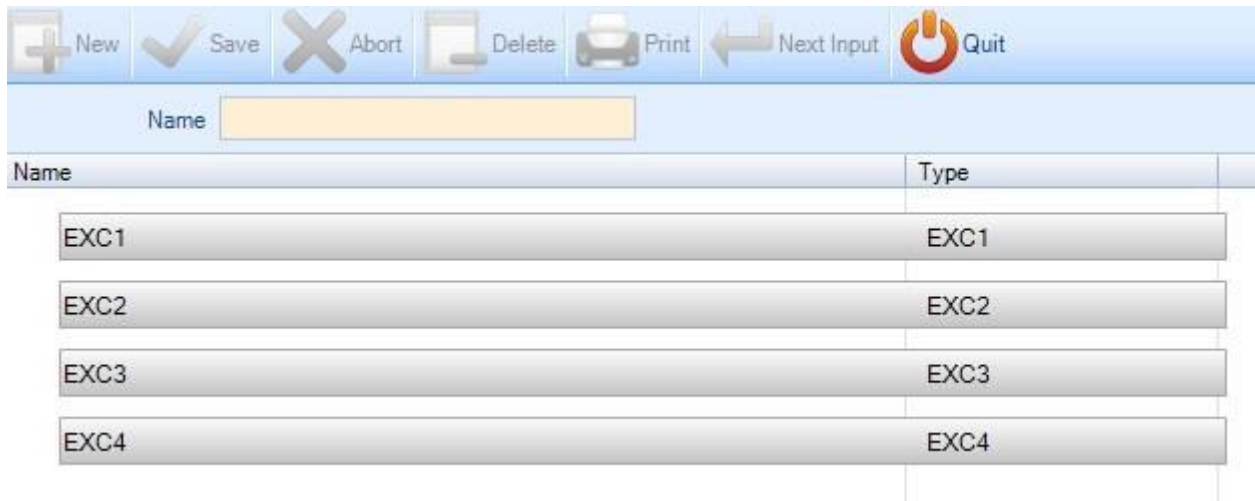 New Save Abort Delete Print Next Input Quit
Name
Name Type
EXC1 EXC1
EXC2 EXC2
EXC3 EXC3
EXC4 EXC4